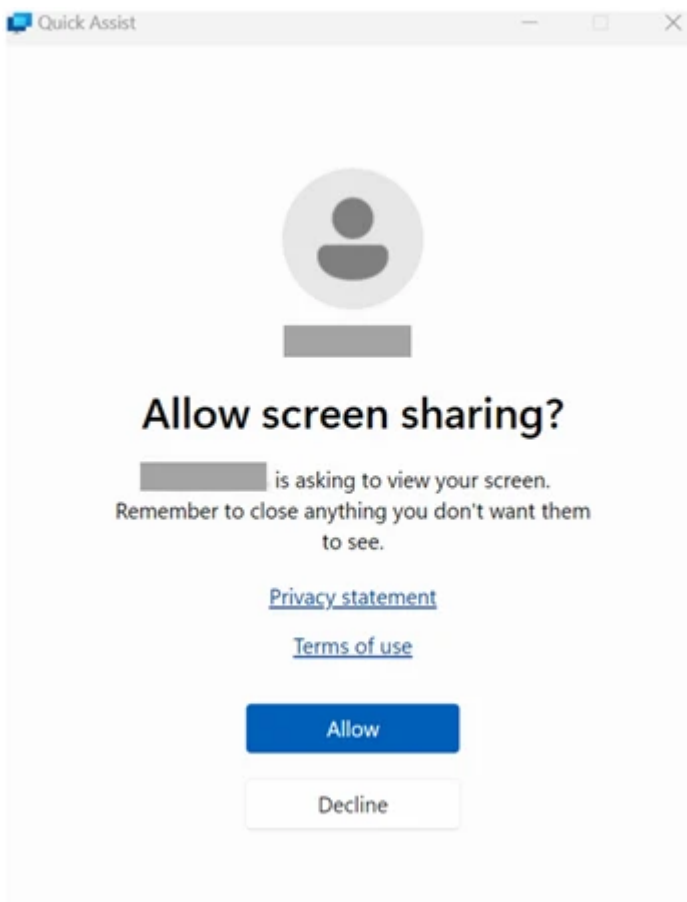 Quick Assist
Allow screen sharing?
is asking to view your screen.
Remember to close anything you don't want them
to see.
Privacy statement
Terms of use
Allow
Decline